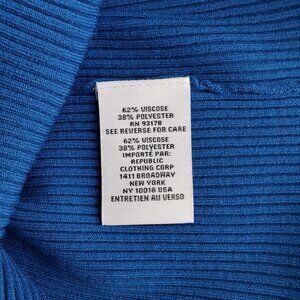 62% VISCOSE
38% POLYESTER
RN 93178
SEE REVERSE FOR CARE
62% VISCOSE
38% POLYESTER
IMPORTÉ PAR:
REPUBLIC
CLOTHING CORP
1411 BROADWAY
NEW YORK
NY 10018 USA
ENTRETIEN AU VERSO